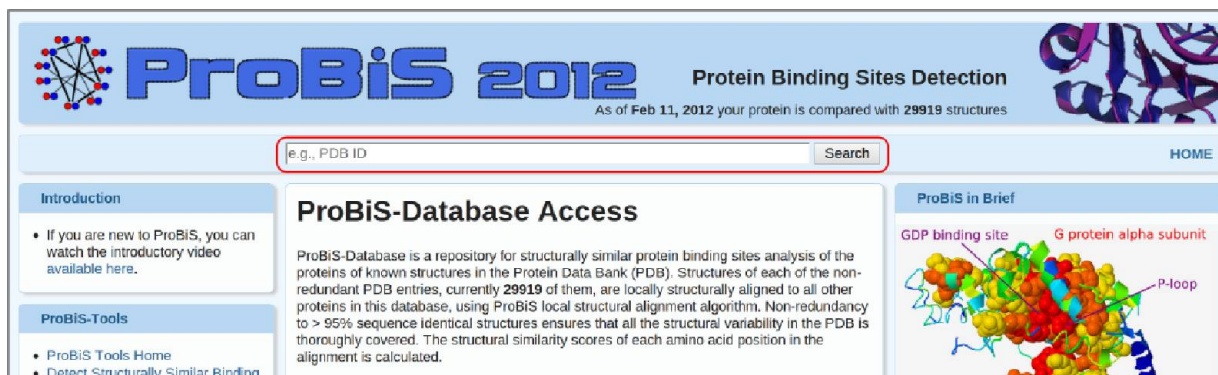 ProBiS 2012
Protein Binding Sites Detection
As of Feb 11, 2012 your protein is compared with 29919 structures
e.g., PDB ID
Search
HOME
Introduction
• If you are new to ProBiS, you can
watch the introductory video
available here.
ProBiS-Tools
• ProBiS Tools Home
• Detect Structurally Similar Binding
ProBiS-Database Access
ProBiS-Database is a repository for structurally similar protein binding sites analysis of the
proteins of known structures in the Protein Data Bank (PDB). Structures of each of the non-
redundant PDB entries, currently 29919 of them, are locally structurally aligned to all other
proteins in this database, using ProBiS local structural alignment algorithm. Non-redundancy
to > 95% sequence identical structures ensures that all the structural variability in the PDB is
thoroughly covered. The structural similarity scores of each amino acid position in the
alignment is calculated.
ProBiS in Brief
GDP binding site
G protein alpha subunit
P-loop